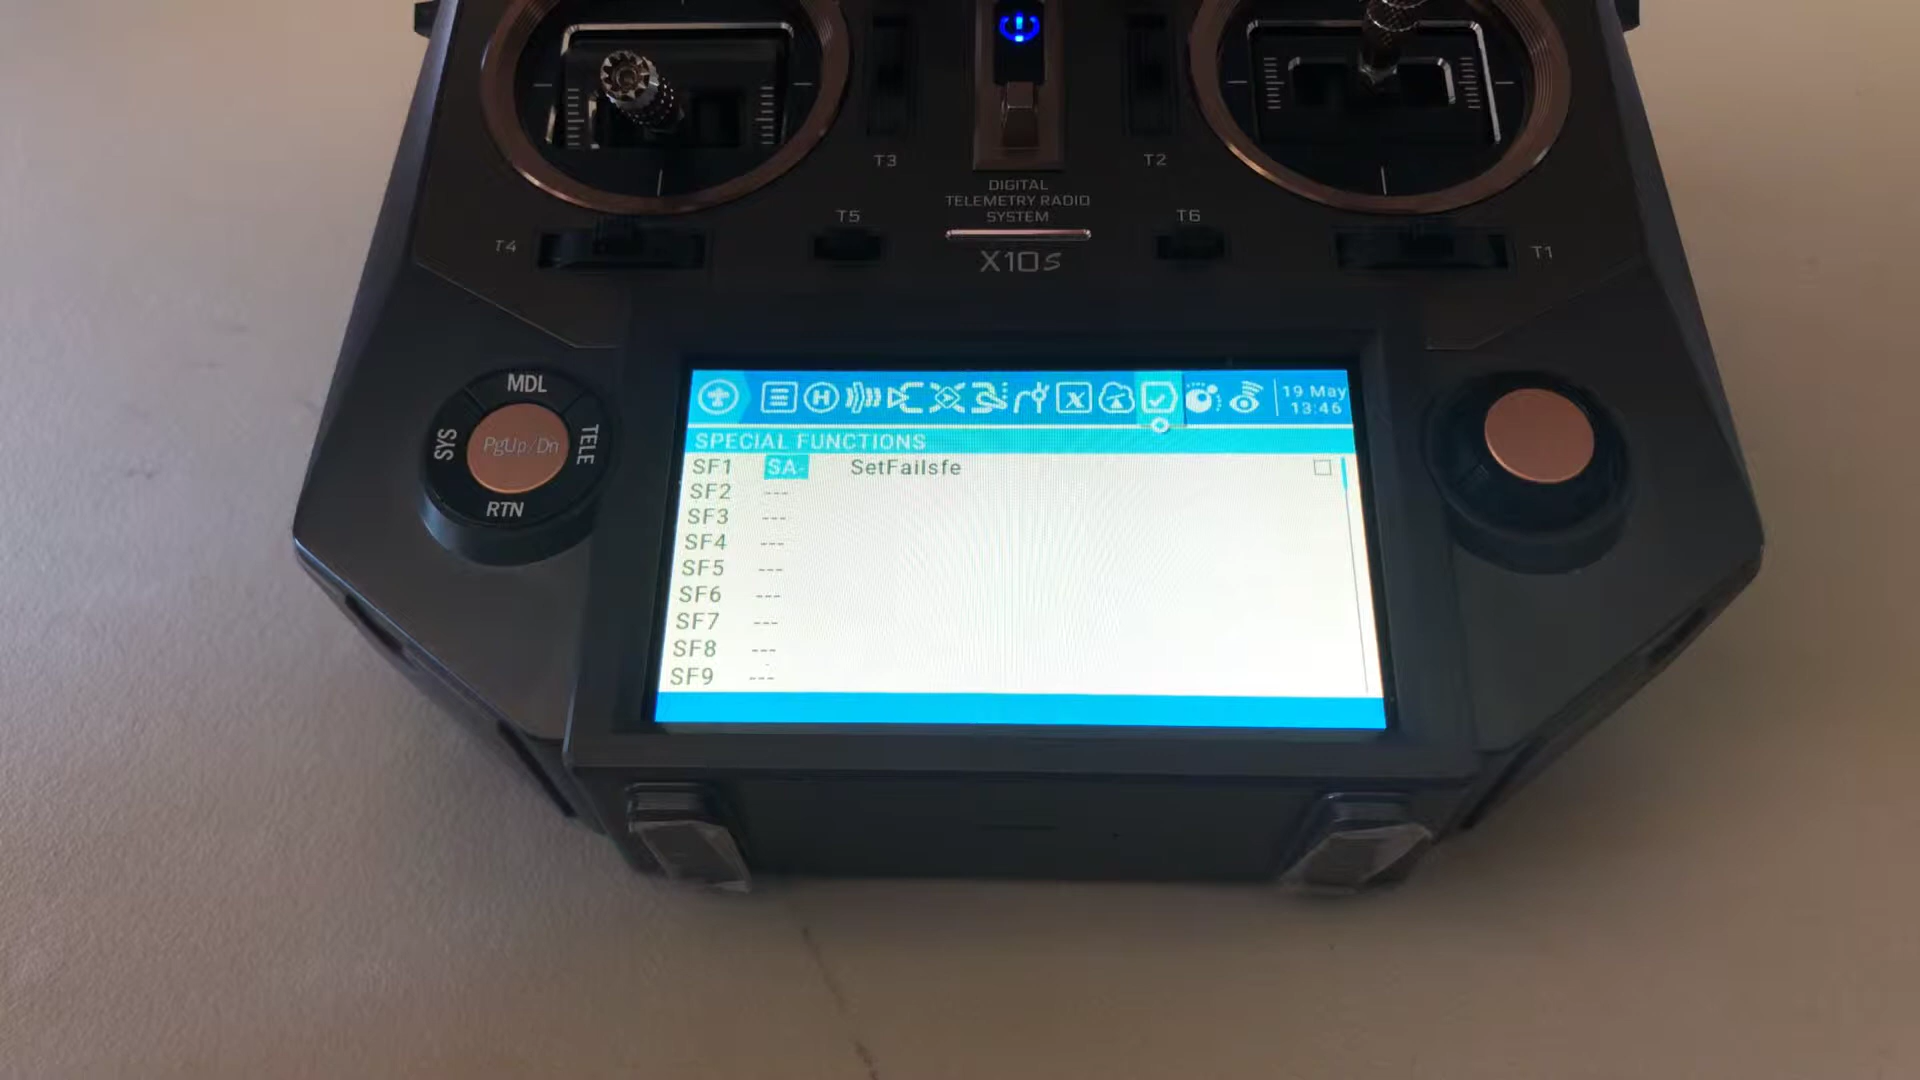 T3
T2
DIGITAL
TELEMETRY RADIO
SYSTEM
T5
T6
T4
T1
X10S
MDL
SYS
PgUp/Dn
TELE
RTN
H
x
19 May
13:46
SPECIAL FUNCTIONS
SF1 SA- SetFailsfe
SF2 ---
SF3 ---
SF4 ---
SF5 ---
SF6 ---
SF7 ---
SF8 ---
SF9 ---